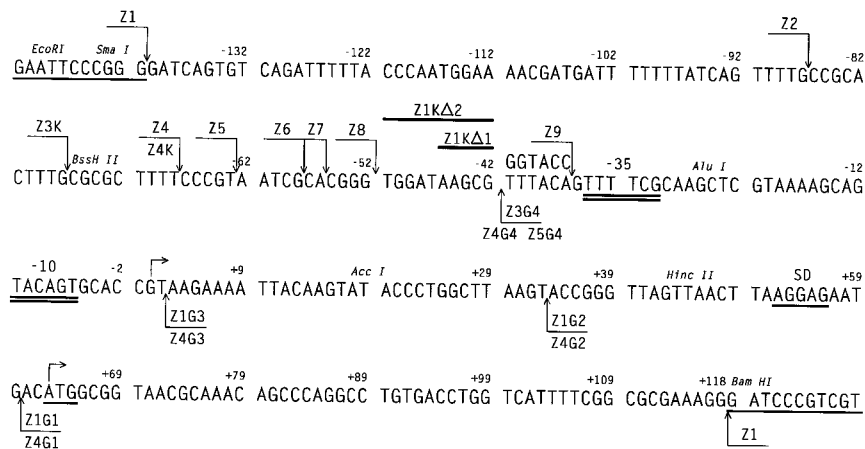 Z1 Z2
EcoRI Sma I -132 -122 -112 -102 -92 -82
GAATTCCCGG GGATCAGTGT CAGATTTTTA CCCAATGGAA AACGATGATT TTTTTATCAG TTTTGCCGCA
Z1KΔ2
Z3K Z4 Z5 Z6 Z7 Z8 Z1KΔ1 Z9
Z4K
BssH II -62 -52 -42 GGTACC -35 Alu I -12
CTTTGCGCGC TTTTCCCGTA ATCGCACGGG TGGATAAGCG TTTACAGTTT TCGCAAGCTC GTAAAAGCAG
Z3G4
Z4G4 Z5G4
-10 -2 +9 Acc I +29 +39 Hinc II SD +59
TACAGTGCAC CGTAAGAAAA TTACAAGTAT ACCCTGGCTT AAGTACCGGG TTAGTTAACT TAAGGAGAAT
Z1G3 Z1G2
Z4G3 Z4G2
+69 +79 +89 +99 +109 +118 Bam HI
GACATGGCGG TAACGCAAAC AGCCCAGGCC TGTGACCTGG TCATTTTCGG CGCGAAAGGG ATCCCGTCGT
Z1G1 Z1
Z4G1